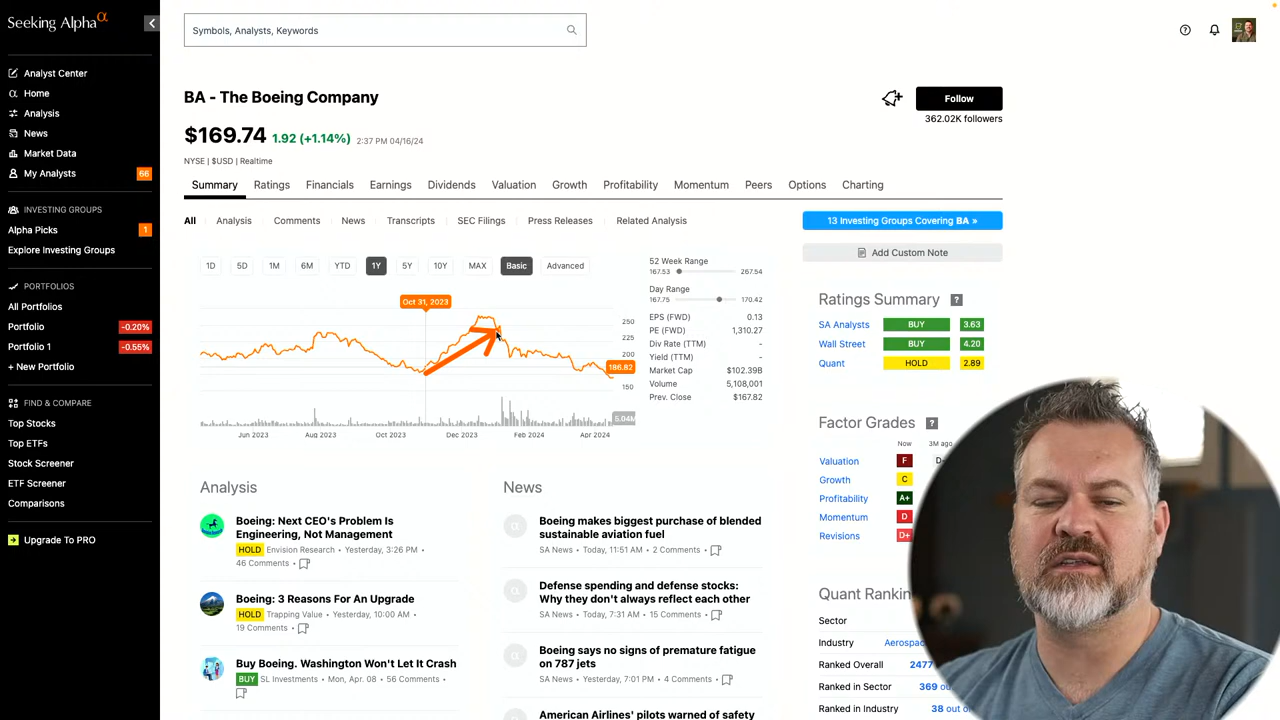 Seeking Alpha α
Symbols, Analysts, Keywords
Analyst Center
Home
Analysis
News
Market Data
My Analysts 66
INVESTING GROUPS
Alpha Picks 1
Explore Investing Groups
PORTFOLIOS
All Portfolios
Portfolio -0.20%
Portfolio 1 -0.55%
+ New Portfolio
FIND & COMPARE
Top Stocks
Top ETFs
Stock Screener
ETF Screener
Comparisons
Upgrade To PRO
BA - The Boeing Company
Follow
362.02K followers
$169.74 1.92 (+1.14%) 2:37 PM 04/16/24
NYSE | $USD | Realtime
Summary Ratings Financials Earnings Dividends Valuation Growth Profitability Momentum Peers Options Charting
All Analysis Comments News Transcripts SEC Filings Press Releases Related Analysis
1D 5D 1M 6M YTD 1Y 5Y 10Y MAX Basic Advanced
Oct 31, 2023
250
225
200
186.82
150
5.04M
Jun 2023 Aug 2023 Oct 2023 Dec 2023 Feb 2024 Apr 2024
52 Week Range
167.53 267.54
Day Range
167.75 170.42
EPS (FWD) 0.13
PE (FWD) 1,310.27
Div Rate (TTM) -
Yield (TTM) -
Market Cap $102.39B
Volume 5,108,001
Prev. Close $167.82
13 Investing Groups Covering BA »
Add Custom Note
Ratings Summary ?
SA Analysts BUY 3.63
Wall Street BUY 4.20
Quant HOLD 2.89
Factor Grades ?
Now 3M ago
Valuation F
Growth C
Profitability A+
Momentum D
Revisions D+
Quant
Sector
Industry
Ranked Overall 2477
Ranked in Sector 369
Ranked in Industry 38 out
Analysis
Boeing: Next CEO's Problem Is
Engineering, Not Management
HOLD Envision Research • Yesterday, 3:26 PM •
46 Comments •
Boeing: 3 Reasons For An Upgrade
HOLD Trapping Value • Yesterday, 10:00 AM •
19 Comments •
Buy Boeing. Washington Won't Let It Crash
BUY SL Investments • Mon, Apr. 08 • 56 Comments •
News
Boeing makes biggest purchase of blended
sustainable aviation fuel
SA News • Today, 11:51 AM • 2 Comments •
Defense spending and defense stocks:
Why they don't always reflect each other
SA News • Today, 7:31 AM • 15 Comments •
Boeing says no signs of premature fatigue
on 787 jets
SA News • Yesterday, 7:01 PM • 4 Comments •
American Airlines' pilots warned of safety